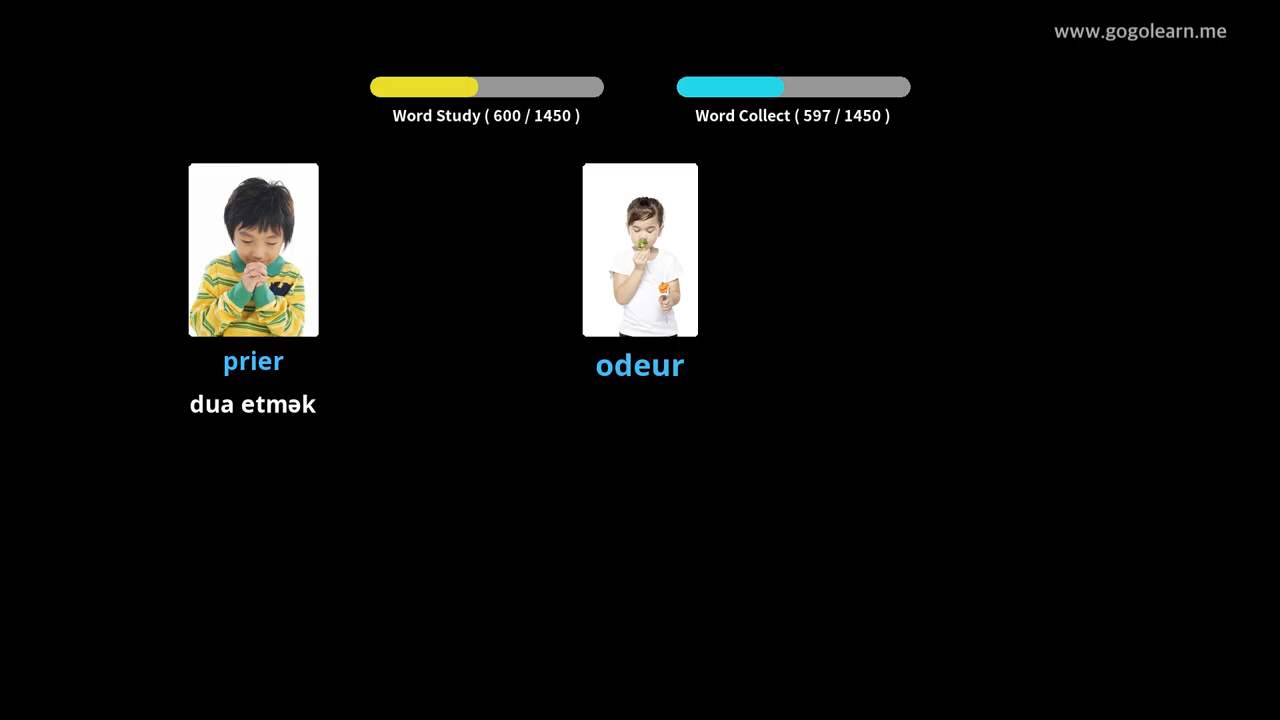 www.gogolearn.me
Word Study ( 600 / 1450 )
Word Collect ( 597 / 1450 )
prier
odeur
dua etmək